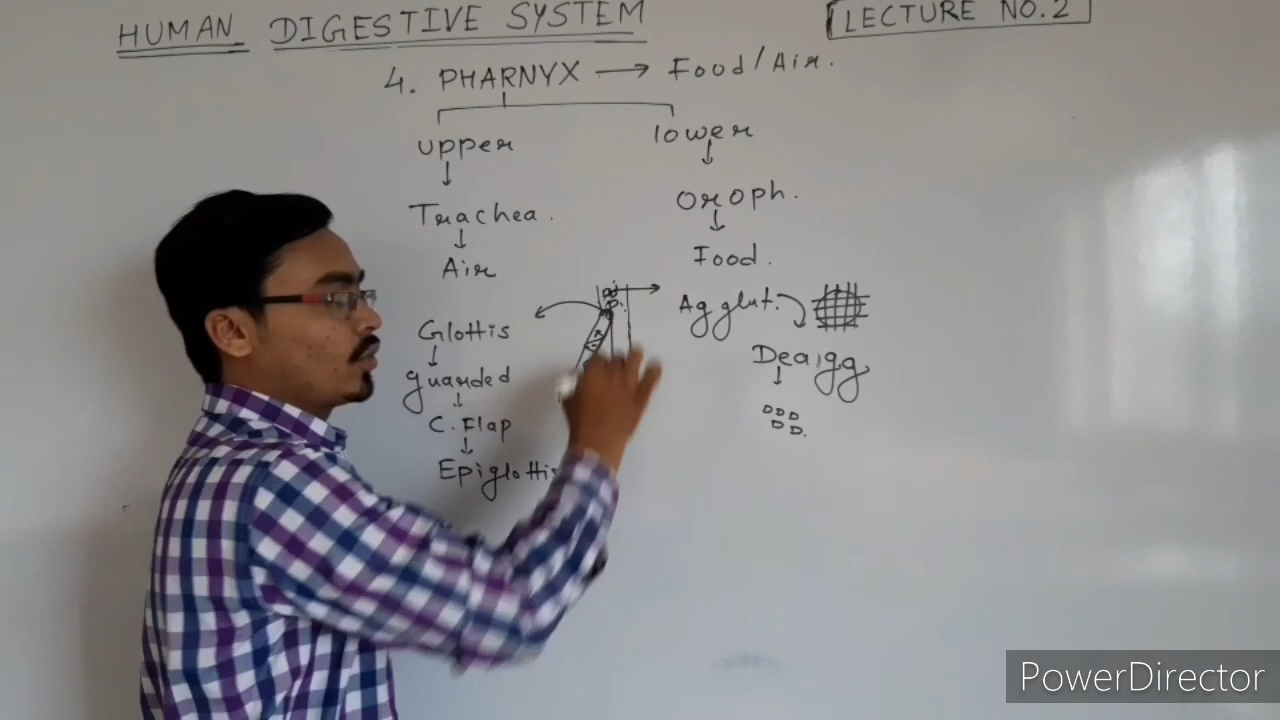 HUMAN DIGESTIVE SYSTEM
LECTURE NO.2
4. PHARNYX → Food/Air.
upper
lower
↓
↓
Trachea.
Oroph.
↓
↓
Air
Food.
Glottis
Agglut.
↓
Deagg
guarded
↓
↓
C. Flap
↓
Epiglottis
PowerDirector